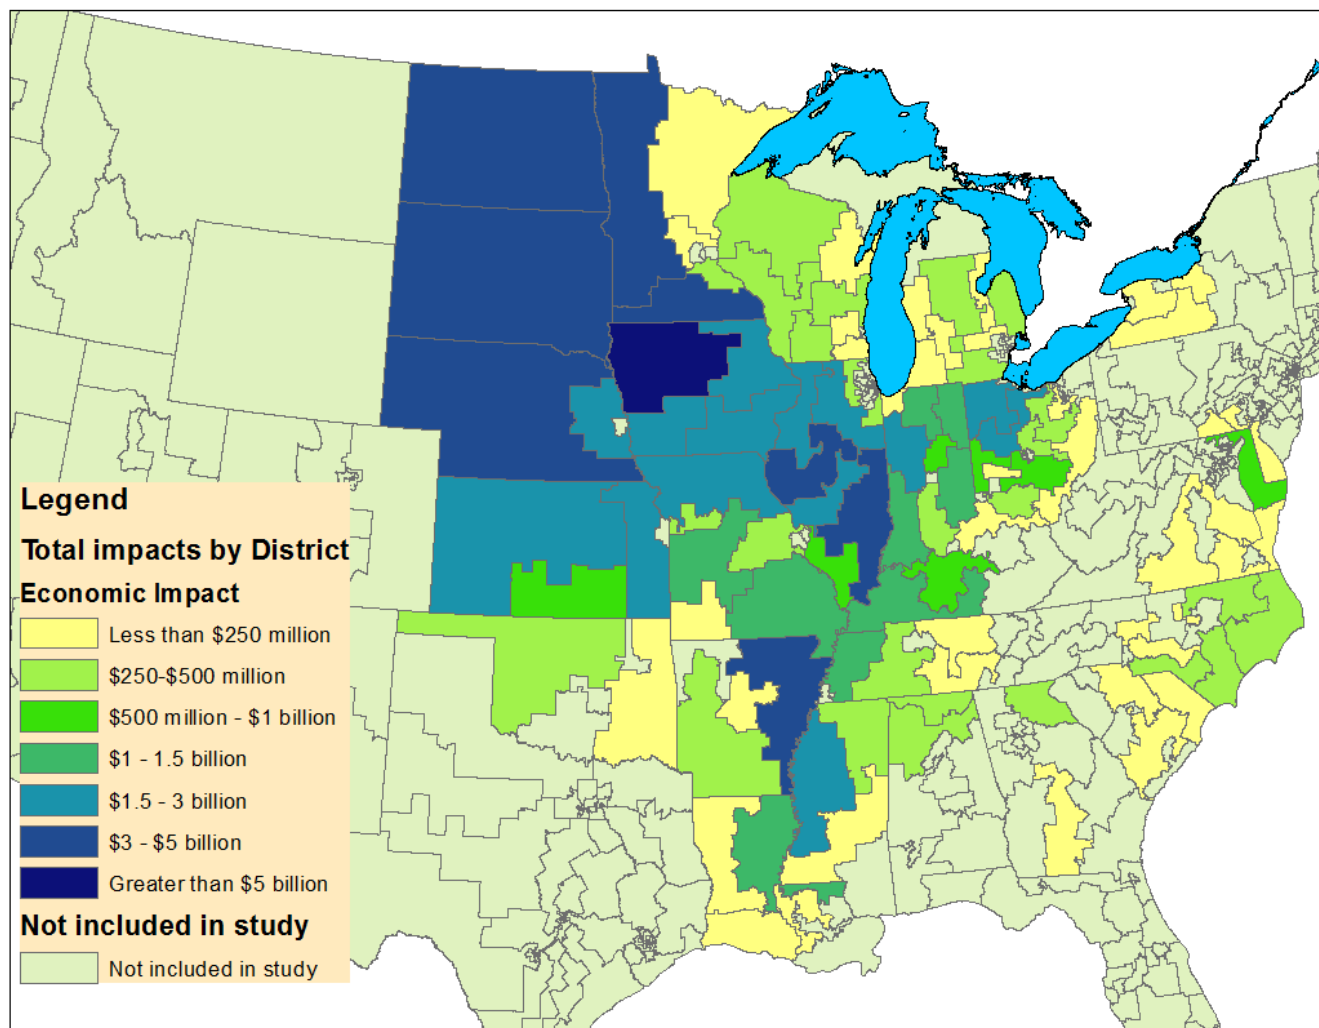 Legend
Total impacts by District
Economic Impact
Less than $250 million
$250-$500 million
$500 million - $1 billion
$1 - 1.5 billion
$1.5 - 3 billion
$3 - $5 billion
Greater than $5 billion
Not included in study
Not included in study